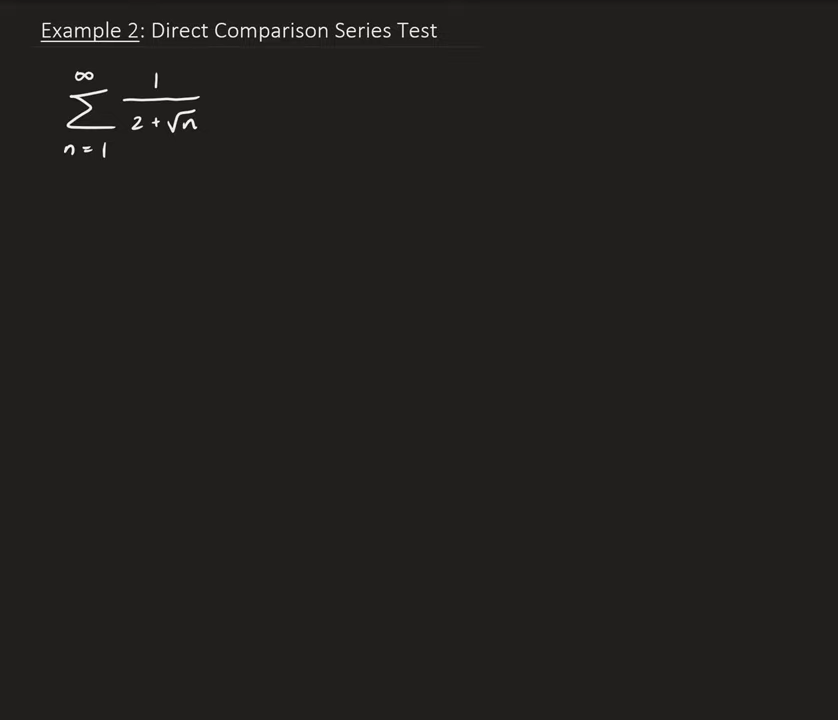 Example 2: Direct Comparison Series Test
∞
∑ 1 / (2 + √n)
n = 1